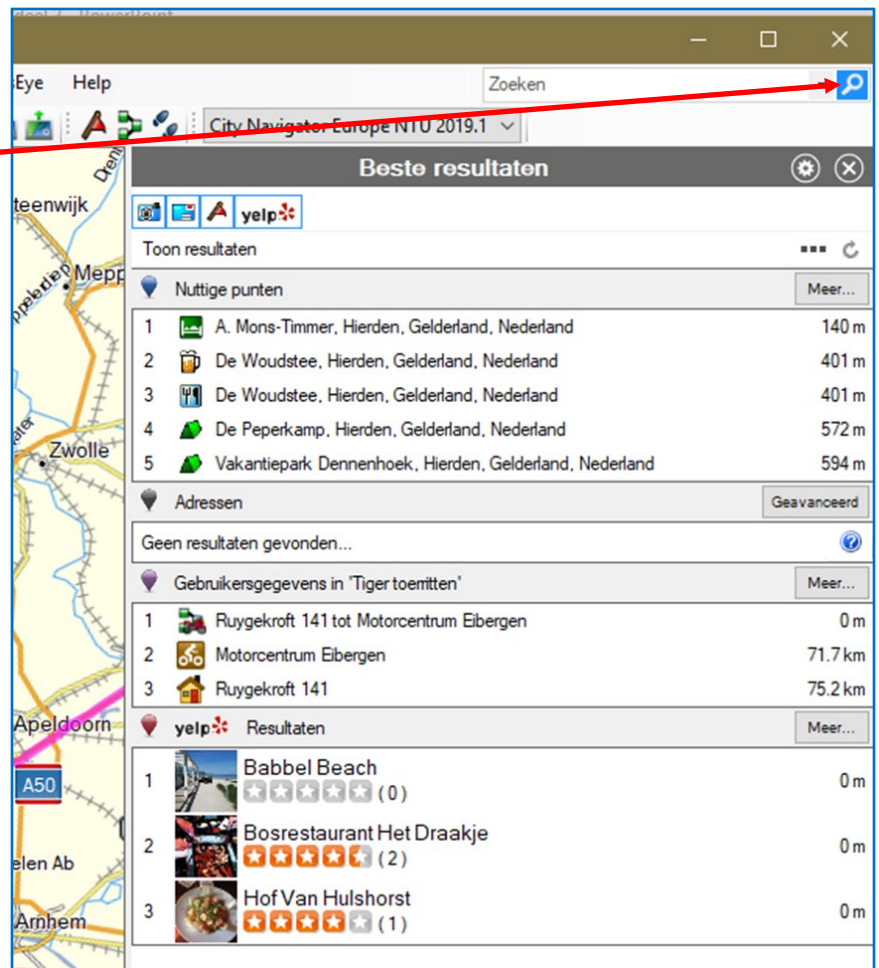 Eye Help
Zoeken
City Navigator Europe NTU 2019.1
Beste resultaten
yelp
Toon resultaten
Nuttige punten Meer...
1 A. Mons-Timmer, Hierden, Gelderland, Nederland 140 m
2 De Woudstee, Hierden, Gelderland, Nederland 401 m
3 De Woudstee, Hierden, Gelderland, Nederland 401 m
4 De Peperkamp, Hierden, Gelderland, Nederland 572 m
5 Vakantiepark Dennenhoek, Hierden, Gelderland, Nederland 594 m
Adressen Geavanceerd
Geen resultaten gevonden...
Gebruikersgegevens in 'Tiger toerritten' Meer...
1 Ruygekroft 141 tot Motorcentrum Eibergen 0 m
2 Motorcentrum Eibergen 71.7 km
3 Ruygekroft 141 75.2 km
yelp Resultaten Meer...
1 Babbel Beach (0) 0 m
2 Bosrestaurant Het Draakje (2) 0 m
3 Hof Van Hulshorst (1) 0 m
teenwijk
Mepp
Zwolle
Apeldoorn
A50
elen Ab
Arnhem